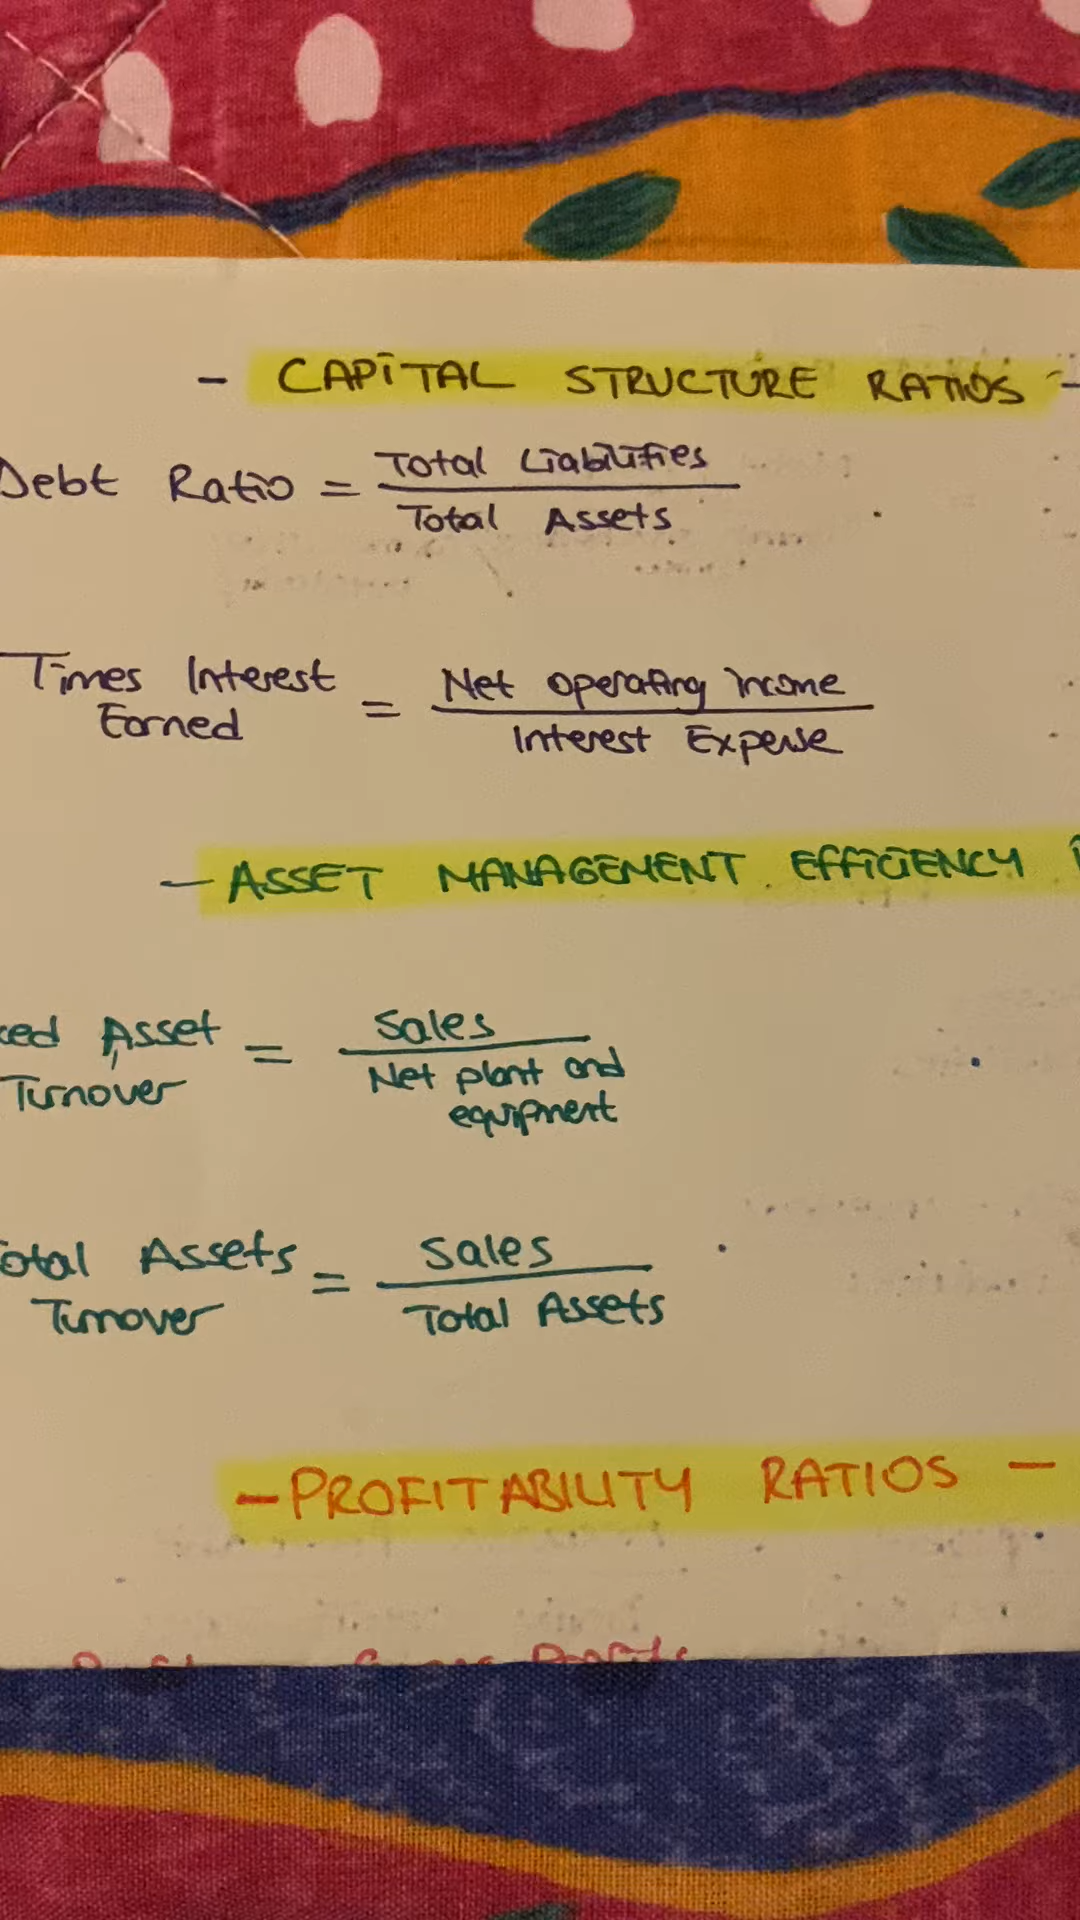 - CAPITAL STRUCTURE RATIOS -
Debt Ratio = Total Liabilities
Total Assets
Times Interest
Earned = Net operating income
Interest Expense
- ASSET MANAGEMENT EFFICIENCY
Asset
Turnover = Sales
Net plant and
equipment
Total Assets
Turnover = Sales
Total Assets
- PROFITABILITY RATIOS -